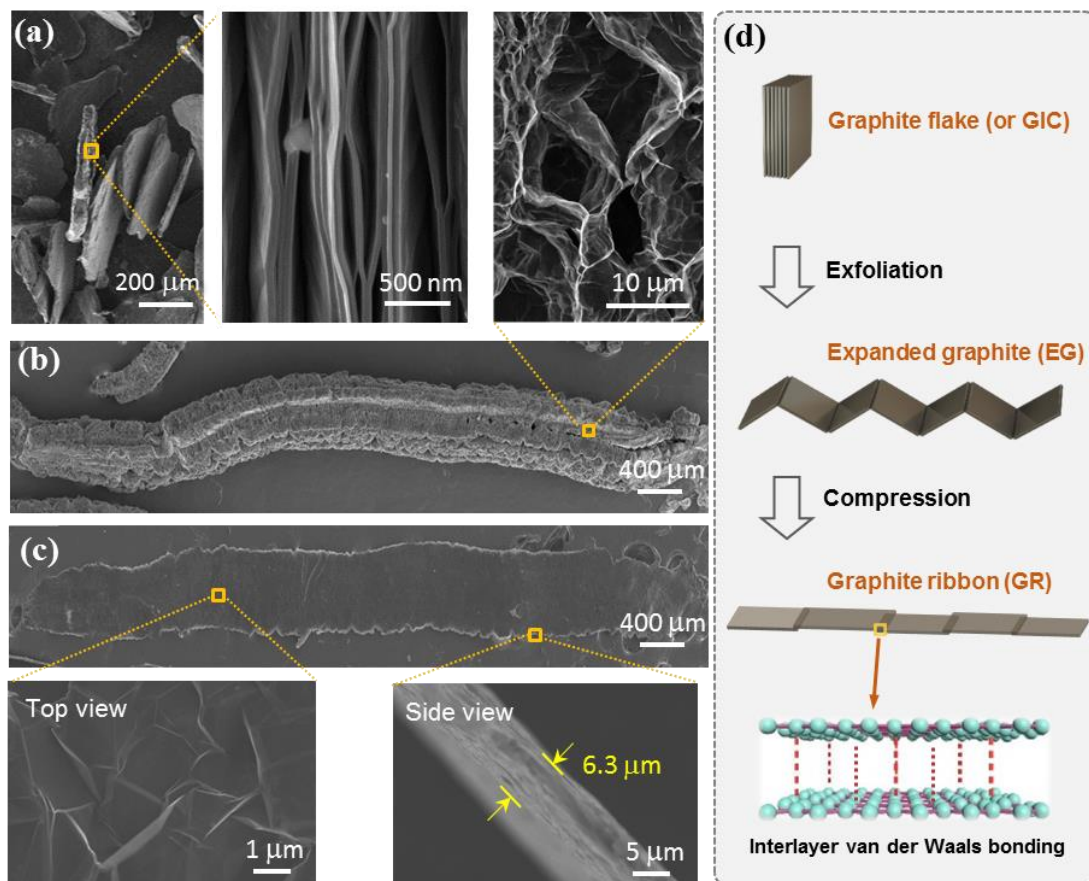 (a)
200 μm
500 nm
10 μm
(b)
400 μm
(c)
400 μm
Top view
1 μm
Side view
6.3 μm
5 μm
(d)
Graphite flake (or GIC)
Exfoliation
Expanded graphite (EG)
Compression
Graphite ribbon (GR)
Interlayer van der Waals bonding